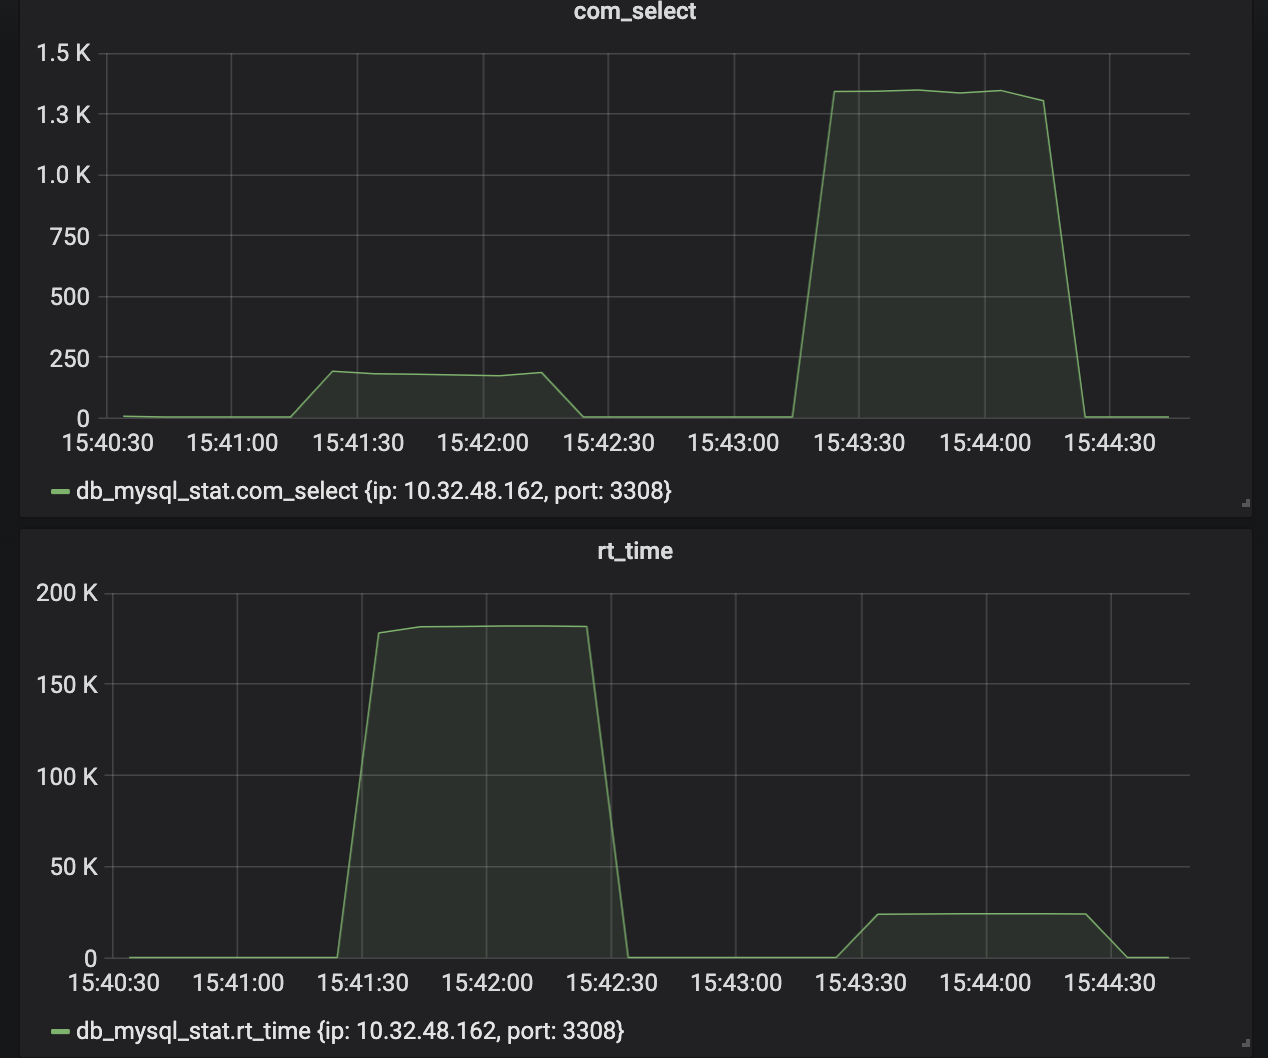 com_select
1.5 K
1.3 K
1.0 K
750
500
250
0
15:40:30 15:41:00 15:41:30 15:42:00 15:42:30 15:43:00 15:43:30 15:44:00 15:44:30
db_mysql_stat.com_select {ip: 10.32.48.162, port: 3308}
rt_time
200 K
150 K
100 K
50 K
0
15:40:30 15:41:00 15:41:30 15:42:00 15:42:30 15:43:00 15:43:30 15:44:00 15:44:30
db_mysql_stat.rt_time {ip: 10.32.48.162, port: 3308}